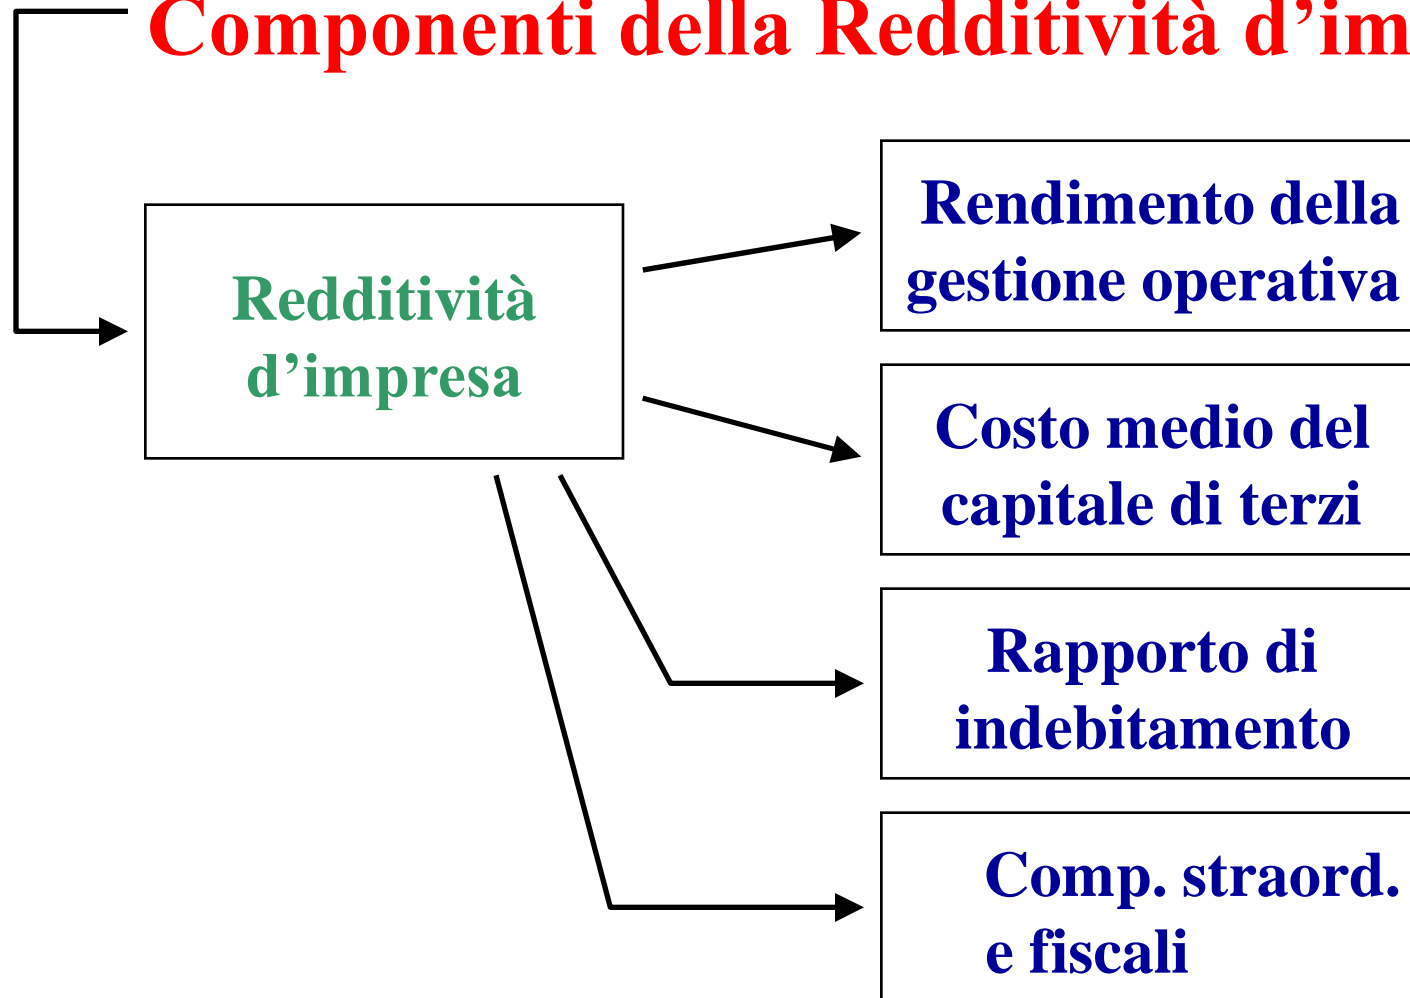 Componenti della Redditività d’im
Rendimento della
gestione operativa
Redditività
d’impresa
Costo medio del
capitale di terzi
Rapporto di
indebitamento
Comp. straord.
e fiscali